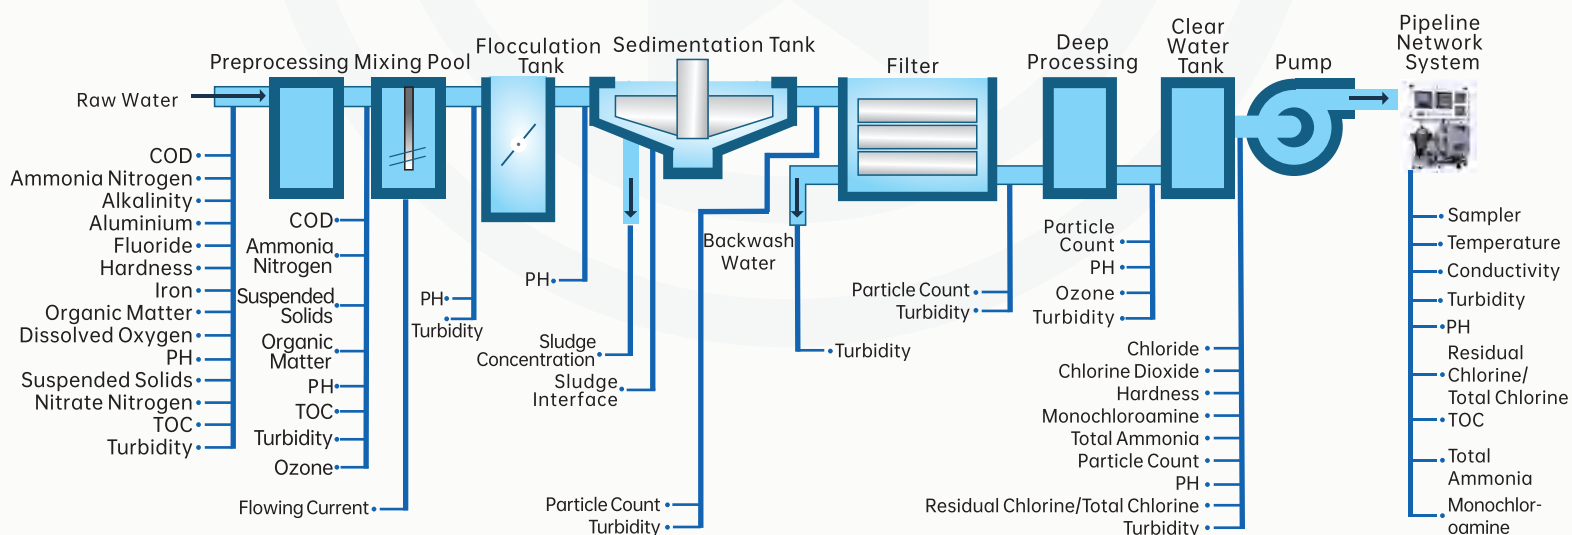 Preprocessing
Mixing Pool
Flocculation
Tank
Sedimentation Tank
Filter
Deep
Processing
Clear
Water
Tank
Pump
Pipeline
Network
System
Raw Water
COD
Ammonia Nitrogen
Alkalinity
Aluminium
Fluoride
Hardness
Iron
Organic Matter
Dissolved Oxygen
PH
Suspended Solids
Nitrate Nitrogen
TOC
Turbidity
COD
Ammonia
Nitrogen
Suspended
Solids
Organic
Matter
PH
TOC
Turbidity
Ozone
Flowing Current
PH
Turbidity
PH
Sludge
Concentration
Sludge
Interface
Particle Count
Turbidity
Backwash
Water
Turbidity
Particle Count
Turbidity
Particle
Count
PH
Ozone
Turbidity
Chloride
Chlorine Dioxide
Hardness
Monochloroamine
Total Ammonia
Particle Count
PH
Residual Chlorine/Total Chlorine
Turbidity
Sampler
Temperature
Conductivity
Turbidity
PH
Residual
Chlorine/
Total Chlorine
TOC
Total
Ammonia
Monochlor-
oamine